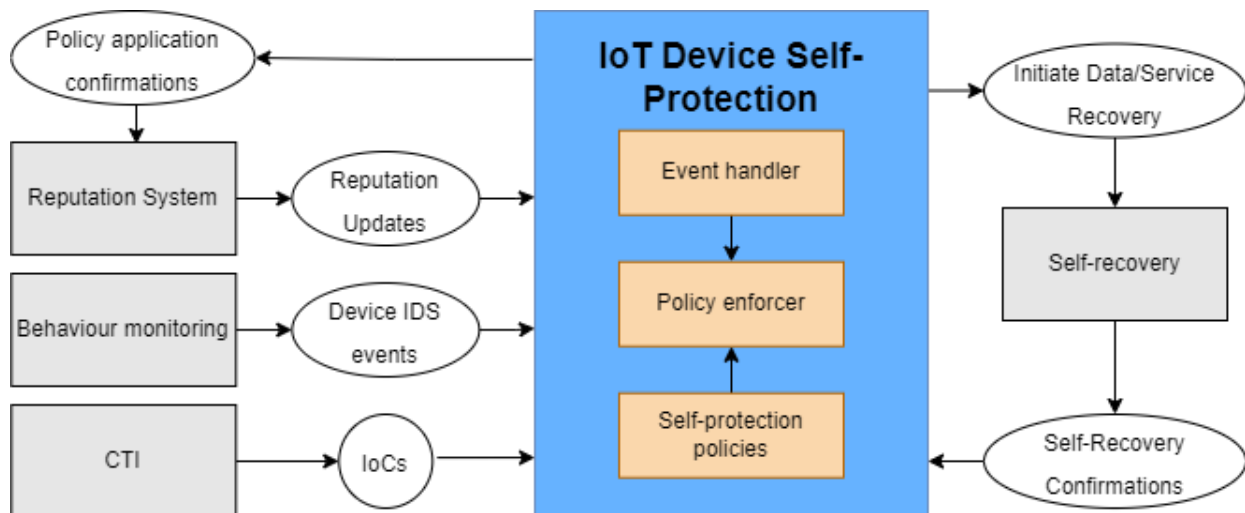 Policy application
confirmations
Reputation System
Reputation
Updates
Behaviour monitoring
Device IDS
events
CTI
IoCs
IoT Device Self-
Protection
Event handler
Policy enforcer
Self-protection
policies
Initiate Data/Service
Recovery
Self-recovery
Self-Recovery
Confirmations